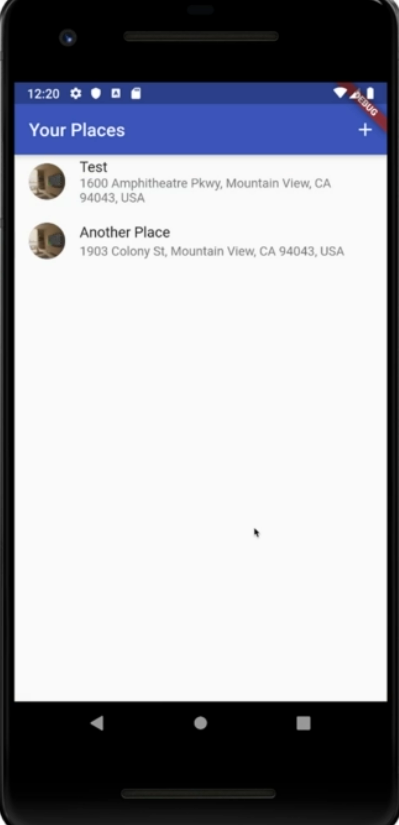 12:20
DEBUG
Your Places
Test
1600 Amphitheatre Pkwy, Mountain View, CA
94043, USA
Another Place
1903 Colony St, Mountain View, CA 94043, USA